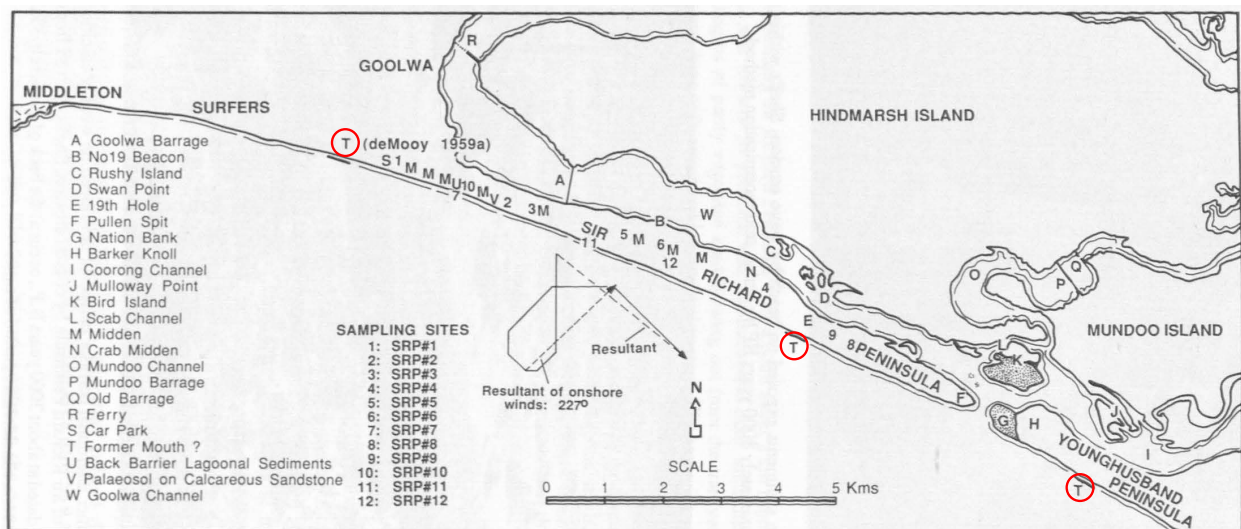 MIDDLETON
SURFERS
GOOLWA
R
HINDMARSH ISLAND
T (deMooy 1959a)
A Goolwa Barrage
B No19 Beacon
C Rushy Island
D Swan Point
E 19th Hole
F Pullen Spit
G Nation Bank
H Barker Knoll
I Coorong Channel
J Mulloway Point
K Bird Island
L Scab Channel
M Midden
N Crab Midden
O Mundoo Channel
P Mundoo Barrage
Q Old Barrage
R Ferry
S Car Park
T Former Mouth ?
U Back Barrier Lagoonal Sediments
V Palaeosol on Calcareous Sandstone
W Goolwa Channel
S 1 M M M U 10 M
7 V 2 3M
A
B
W
SIR 5 M 6 M
11
12
M
C
RICHARD
N
4
D
E 9 8 PENINSULA
T
F
O
P
Q
MUNDOO ISLAND
K
G
H
J
I
YOUNGHUSBAND
PENINSULA
T
SAMPLING SITES
1: SRP#1
2: SRP#2
3: SRP#3
4: SRP#4
5: SRP#5
6: SRP#6
7: SRP#7
8: SRP#8
9: SRP#9
10: SRP#10
11: SRP#11
12: SRP#12
Resultant
Resultant of onshore
winds: 227°
N
SCALE
0 1 2 3 4 5 Kms